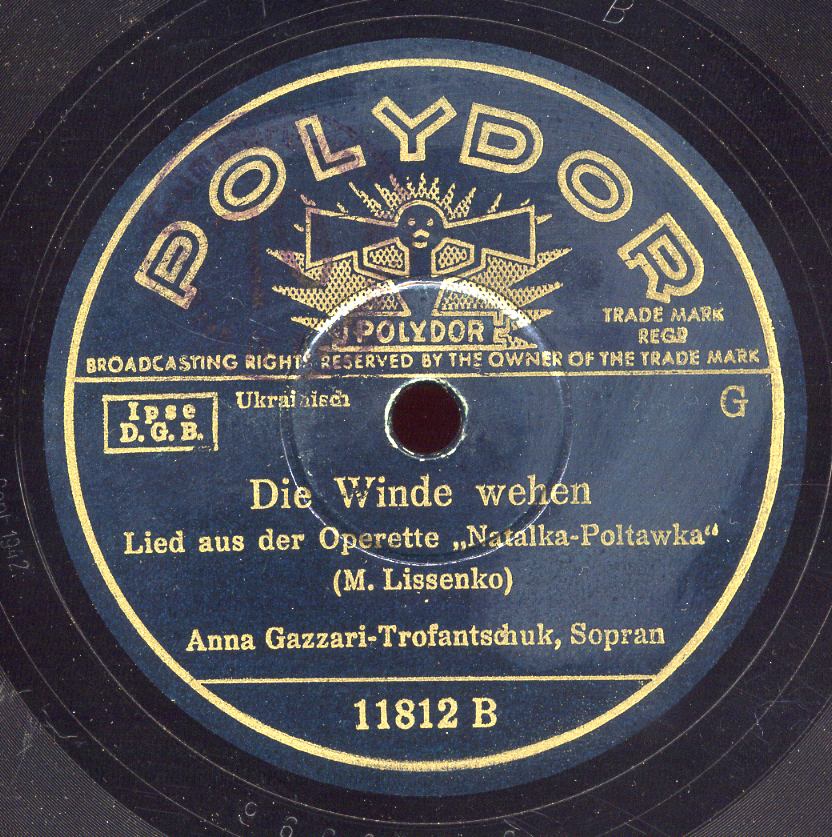 B
POLYDOR
POLYDOR
TRADE MARK
REGD
BROADCASTING RIGHTS RESERVED BY THE OWNER OF THE TRADE MARK
Ipse
D. G. B.
Ukrainisch
G
Die Winde wehen
Lied aus der Operette „Natalka-Poltawka“
(M. Lissenko)
Anna Gazzari-Trofantschuk, Sopran
11812 B